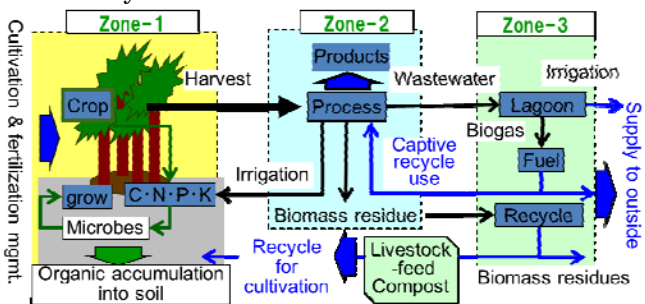 Zone-1
Zone-2
Zone-3
Cultivation & fertilization mgmt.
Crop
Harvest
Products
Process
Wastewater
Lagoon
Irrigation
Biogas
Fuel
Supply to outside
Captive
recycle
use
Irrigation
grow
C·N·P·K
Microbes
Biomass residue
Recycle
Organic accumulation
into soil
Recycle
for
cultivation
Livestock
-feed
Compost
Biomass residues